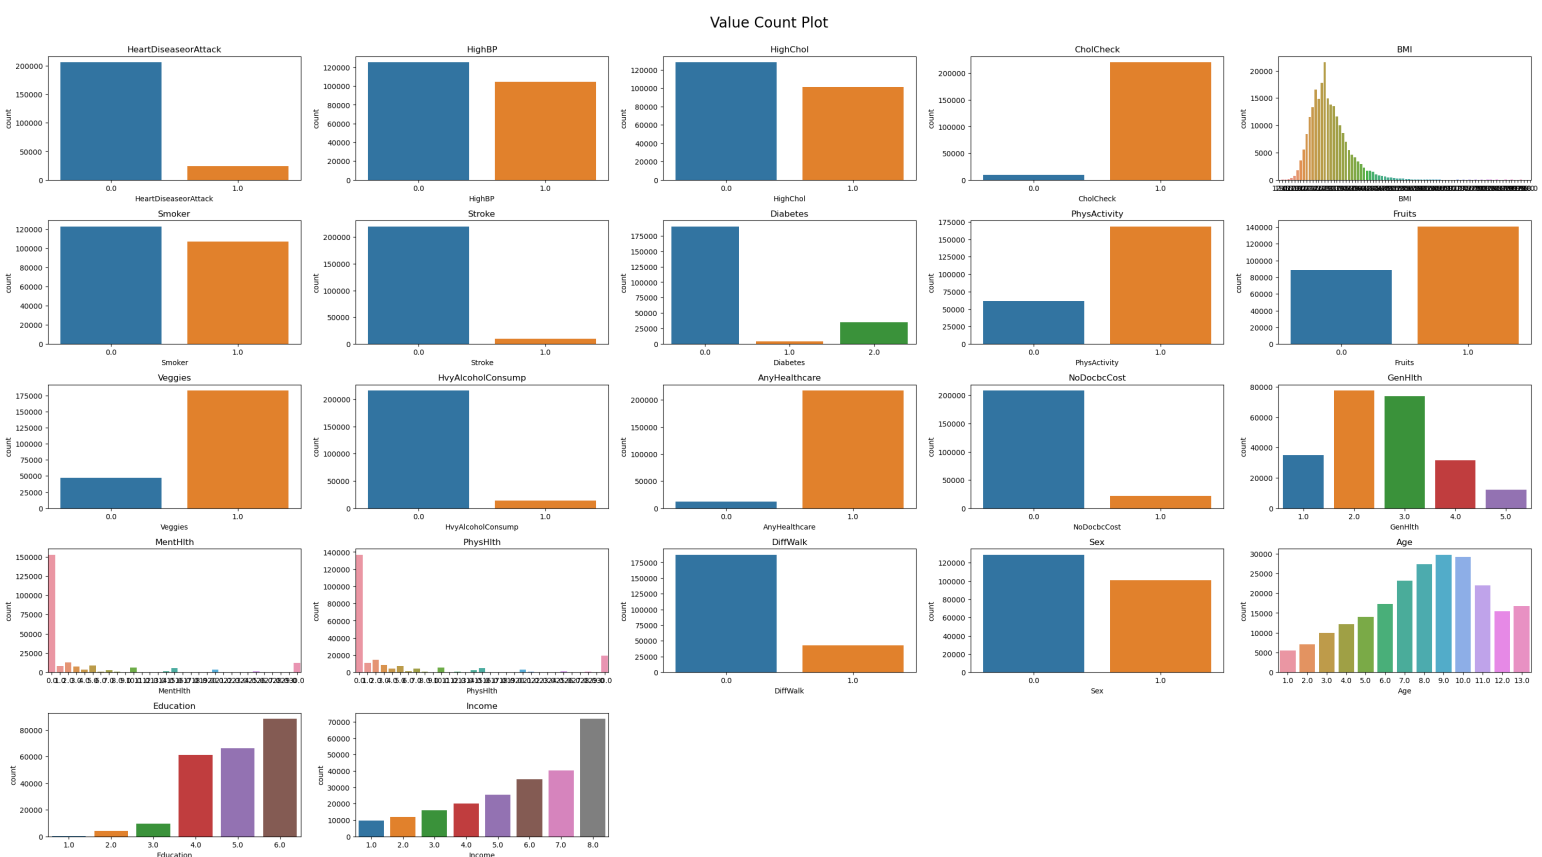 Value Count Plot
HeartDiseaseorAttack
HighBP
HighChol
CholCheck
BMI
200000
150000
100000
50000
0
count
0.0 1.0
HeartDiseaseorAttack
120000
100000
80000
60000
40000
20000
0
count
0.0 1.0
HighBP
120000
100000
80000
60000
40000
20000
0
count
0.0 1.0
HighChol
200000
150000
100000
50000
0
count
0.0 1.0
CholCheck
20000
15000
10000
5000
0
count
BMI
Smoker
120000
100000
80000
60000
40000
20000
0
count
0.0 1.0
Smoker
Stroke
200000
150000
100000
50000
0
count
0.0 1.0
Stroke
Diabetes
175000
150000
125000
100000
75000
50000
25000
0
count
0.0 1.0 2.0
Diabetes
PhysActivity
175000
150000
125000
100000
75000
50000
25000
0
count
0.0 1.0
PhysActivity
Fruits
140000
120000
100000
80000
60000
40000
20000
0
count
0.0 1.0
Fruits
Veggies
175000
150000
125000
100000
75000
50000
25000
0
count
0.0 1.0
Veggies
HvyAlcoholConsump
200000
150000
100000
50000
0
count
0.0 1.0
HvyAlcoholConsump
AnyHealthcare
200000
150000
100000
50000
0
count
0.0 1.0
AnyHealthcare
NoDocbcCost
200000
150000
100000
50000
0
count
0.0 1.0
NoDocbcCost
GenHlth
80000
60000
40000
20000
0
count
1.0 2.0 3.0 4.0 5.0
GenHlth
MentHlth
150000
125000
100000
75000
50000
25000
0
count
MentHlth
PhysHlth
140000
120000
100000
80000
60000
40000
20000
0
count
PhysHlth
DiffWalk
175000
150000
125000
100000
75000
50000
25000
0
count
0.0 1.0
DiffWalk
Sex
120000
100000
80000
60000
40000
20000
0
count
0.0 1.0
Sex
Age
30000
25000
20000
15000
10000
5000
0
count
1.0 2.0 3.0 4.0 5.0 6.0 7.0 8.0 9.0 10.0 11.0 12.0 13.0
Age
Education
80000
60000
40000
20000
0
count
1.0 2.0 3.0 4.0 5.0 6.0
Education
Income
70000
60000
50000
40000
30000
20000
10000
0
count
1.0 2.0 3.0 4.0 5.0 6.0 7.0 8.0
Income